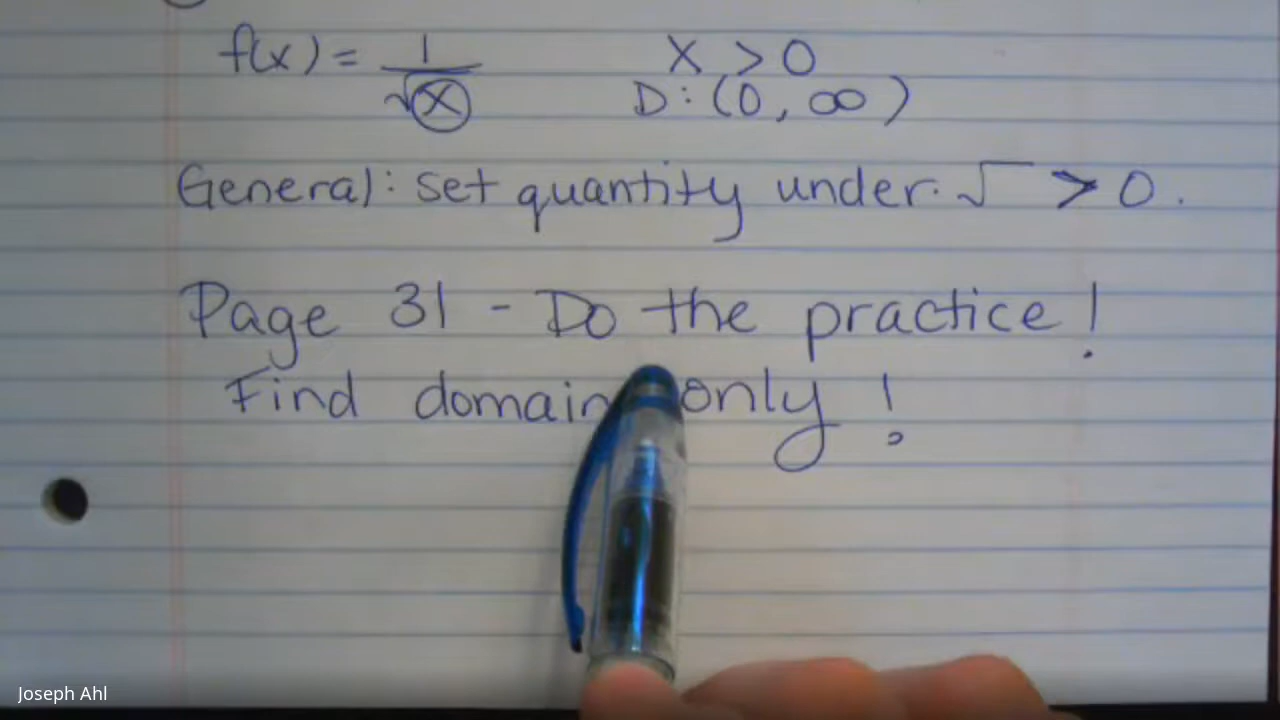 f(x) = 1/√x    x > 0
D: (0, ∞)
General: set quantity under √ > 0.
Page 31 - Do the practice!
Find domain only!
Joseph Ahl